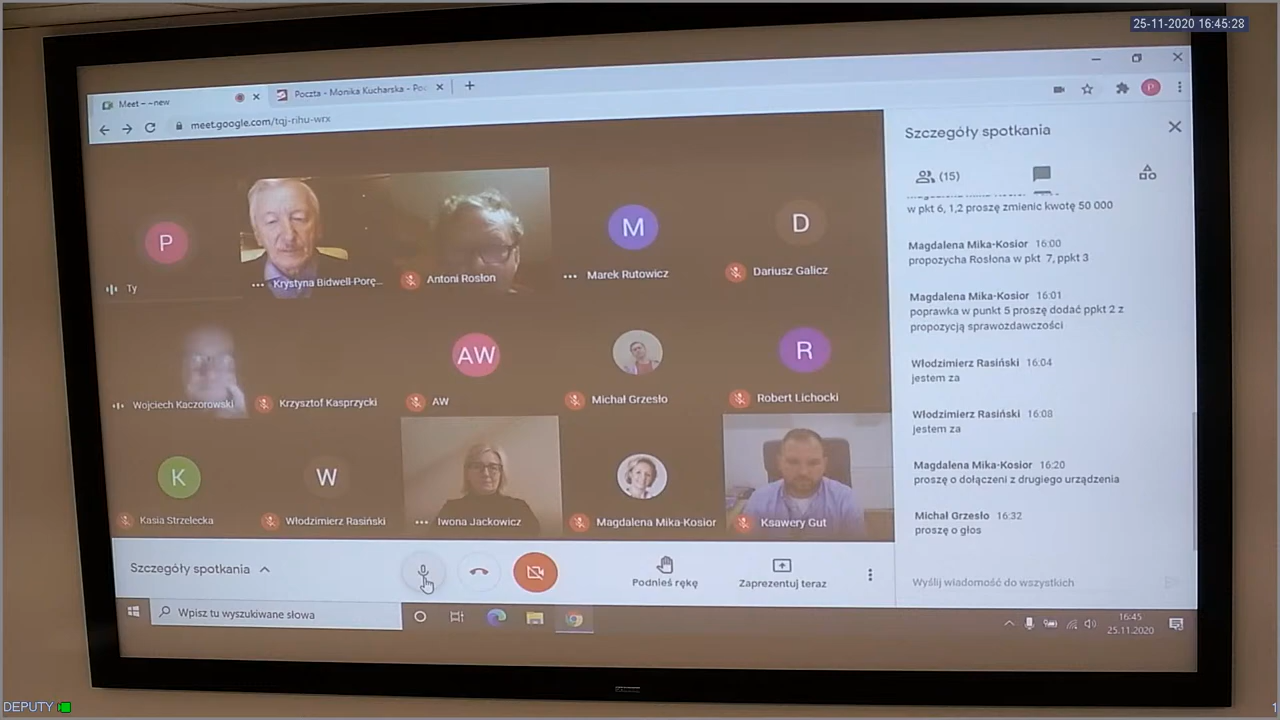 25-11-2020 16:45:28
Meet – –new
Poczta - Monika Kucharska - Po
meet.google.com/tqj-nhu-wrx
P
Szczegóły spotkania
(15)
w pkt 6, 1,2 proszę zmienic kwotę 50 000
Magdalena Mika-Kosior 16:00
propozycha Rosłona w pkt 7, ppkt 3
Magdalena Mika-Kosior 16:01
poprawka w punkt 5 proszę dodać ppkt 2 z
propozycją sprawozdawczości
Włodzimierz Rasiński 16:04
jestem za
Włodzimierz Rasiński 16:08
jestem za
Magdalena Mika-Kosior 16:20
proszę o dołączeni z drugiego urządzenia
Michał Grzesło 16:32
proszę o głos
Wyślij wiadomość do wszystkich
P
Ty
Krystyna Bidwell-Porę...
Antoni Rosłon
M
Marek Rutowicz
D
Dariusz Galicz
Wojciech Kaczorowski
Krzysztof Kasprzycki
AW
AW
Michał Grzesło
R
Robert Lichocki
K
Kasia Strzelecka
W
Włodzimierz Rasiński
Iwona Jackowicz
Magdalena Mika-Kosior
Ksawery Gut
Szczegóły spotkania
Podnieś rękę
Zaprezentuj teraz
Wpisz tu wyszukiwane słowa
16:45
25.11.2020
DEPUTY